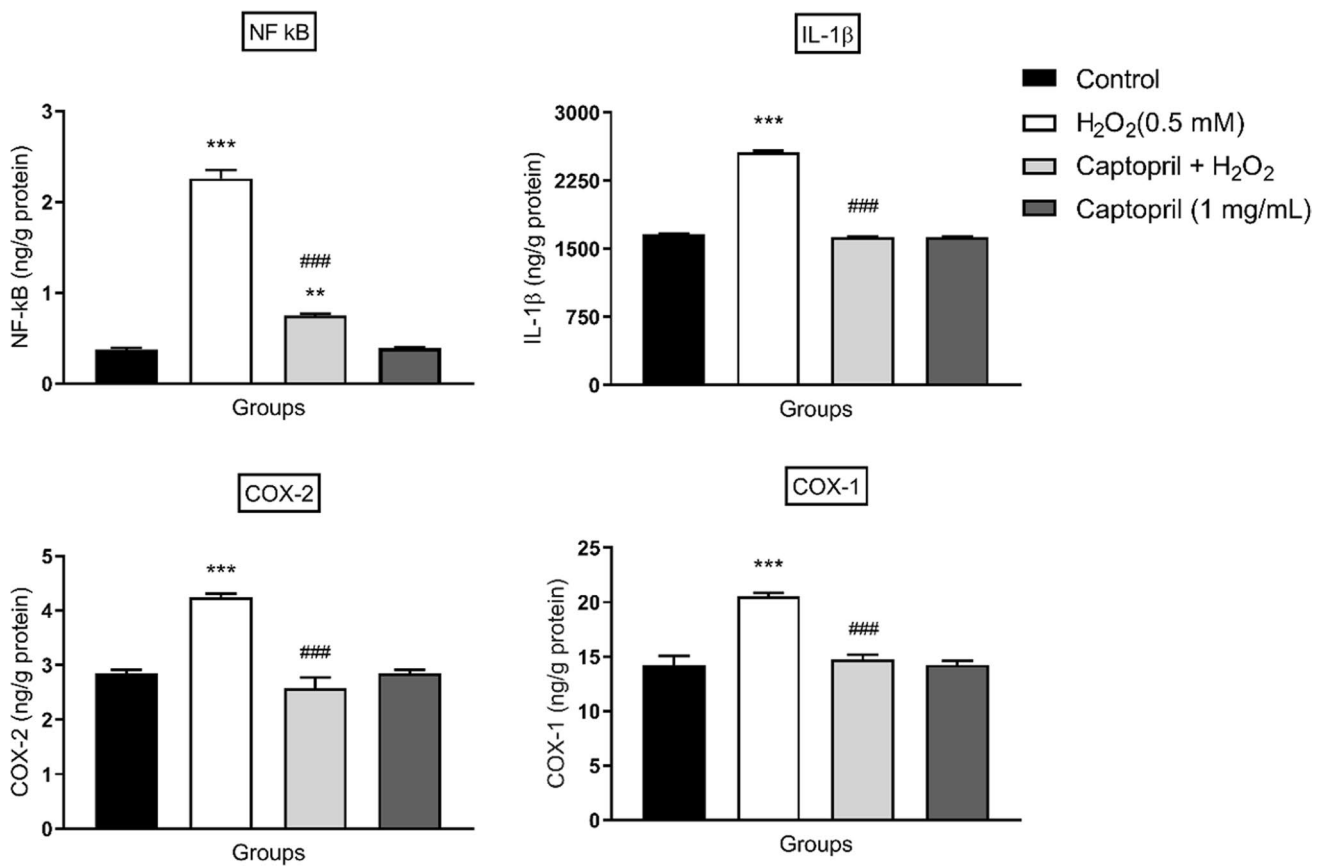 NF kB
NF-kB (ng/g protein)
3
2
1
0
***
###
**
Groups
IL-1β
IL-1β (ng/g protein)
3000
2250
1500
750
0
***
###
Groups
Control
H₂O₂(0.5 mM)
Captopril + H₂O₂
Captopril (1 mg/mL)
COX-2
COX-2 (ng/g protein)
5
4
3
2
1
0
***
###
Groups
COX-1
COX-1 (ng/g protein)
25
20
15
10
5
0
***
###
Groups